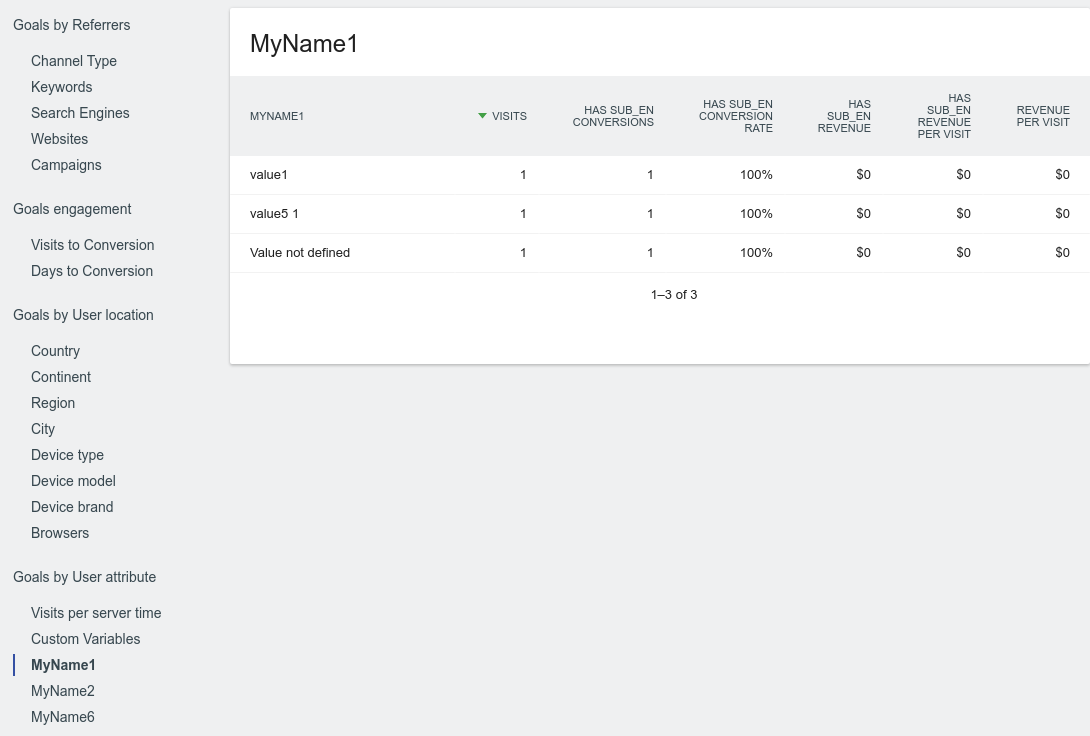 Goals by Referrers
Channel Type
Keywords
Search Engines
Websites
Campaigns
Goals engagement
Visits to Conversion
Days to Conversion
Goals by User location
Country
Continent
Region
City
Device type
Device model
Device brand
Browsers
Goals by User attribute
Visits per server time
Custom Variables
MyName1
MyName2
MyName6
MyName1
MYNAME1 VISITS HAS SUB_EN CONVERSIONS HAS SUB_EN CONVERSION RATE HAS SUB_EN REVENUE HAS SUB_EN REVENUE PER VISIT REVENUE PER VISIT
value1 1 1 100% $0 $0 $0
value5 1 1 1 100% $0 $0 $0
Value not defined 1 1 100% $0 $0 $0
1–3 of 3